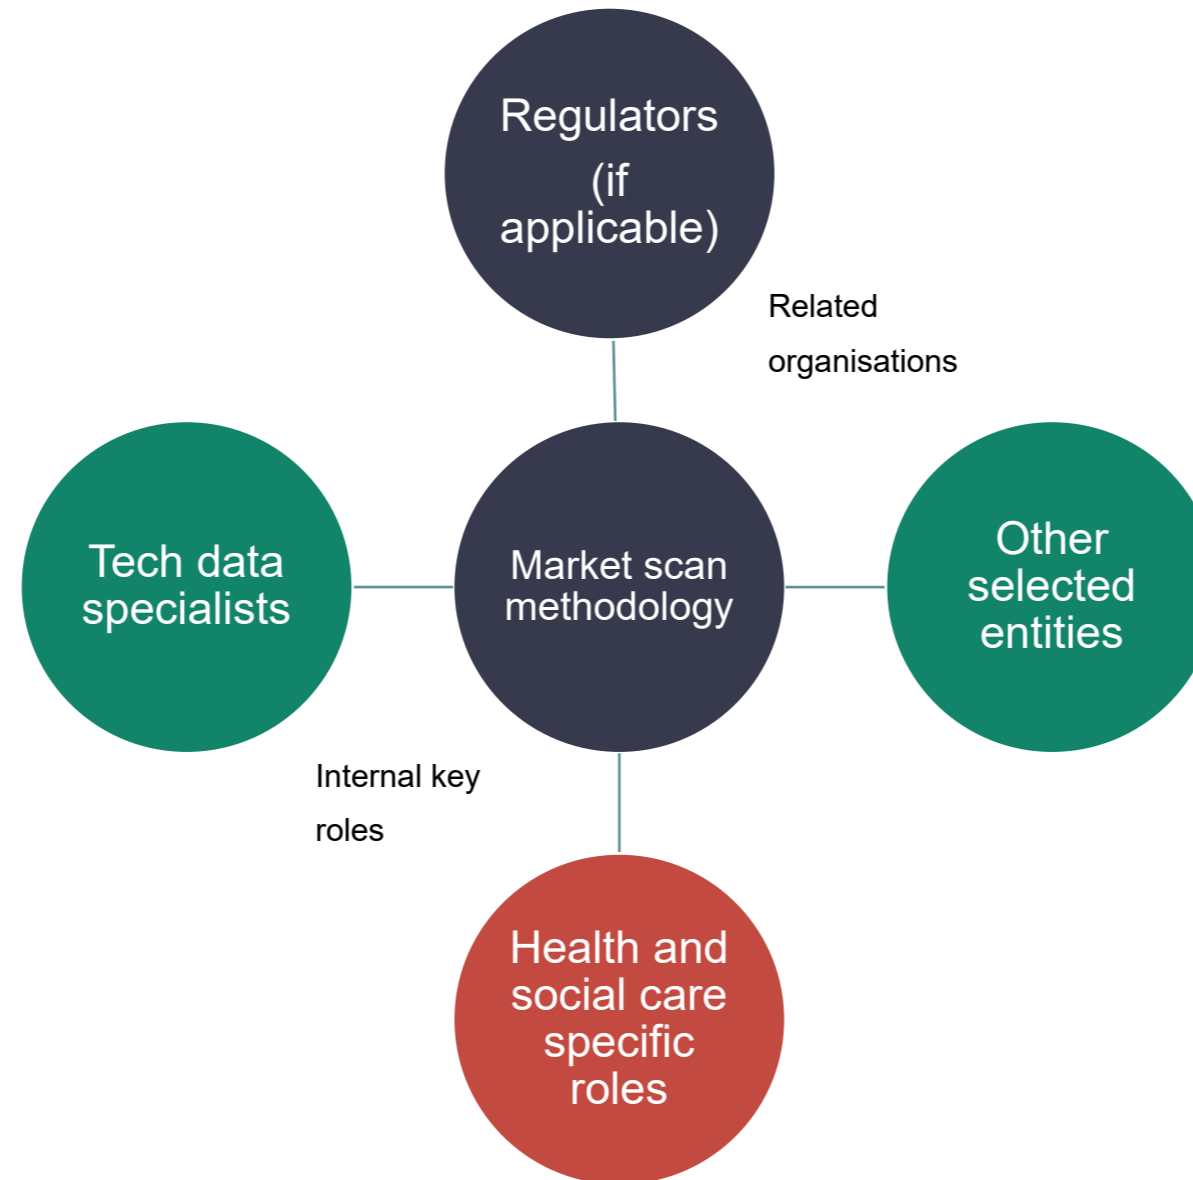 Regulators
(if
applicable)
Related
organisations
Tech data
specialists
Market scan
methodology
Other
selected
entities
Internal key
roles
Health and
social care
specific
roles